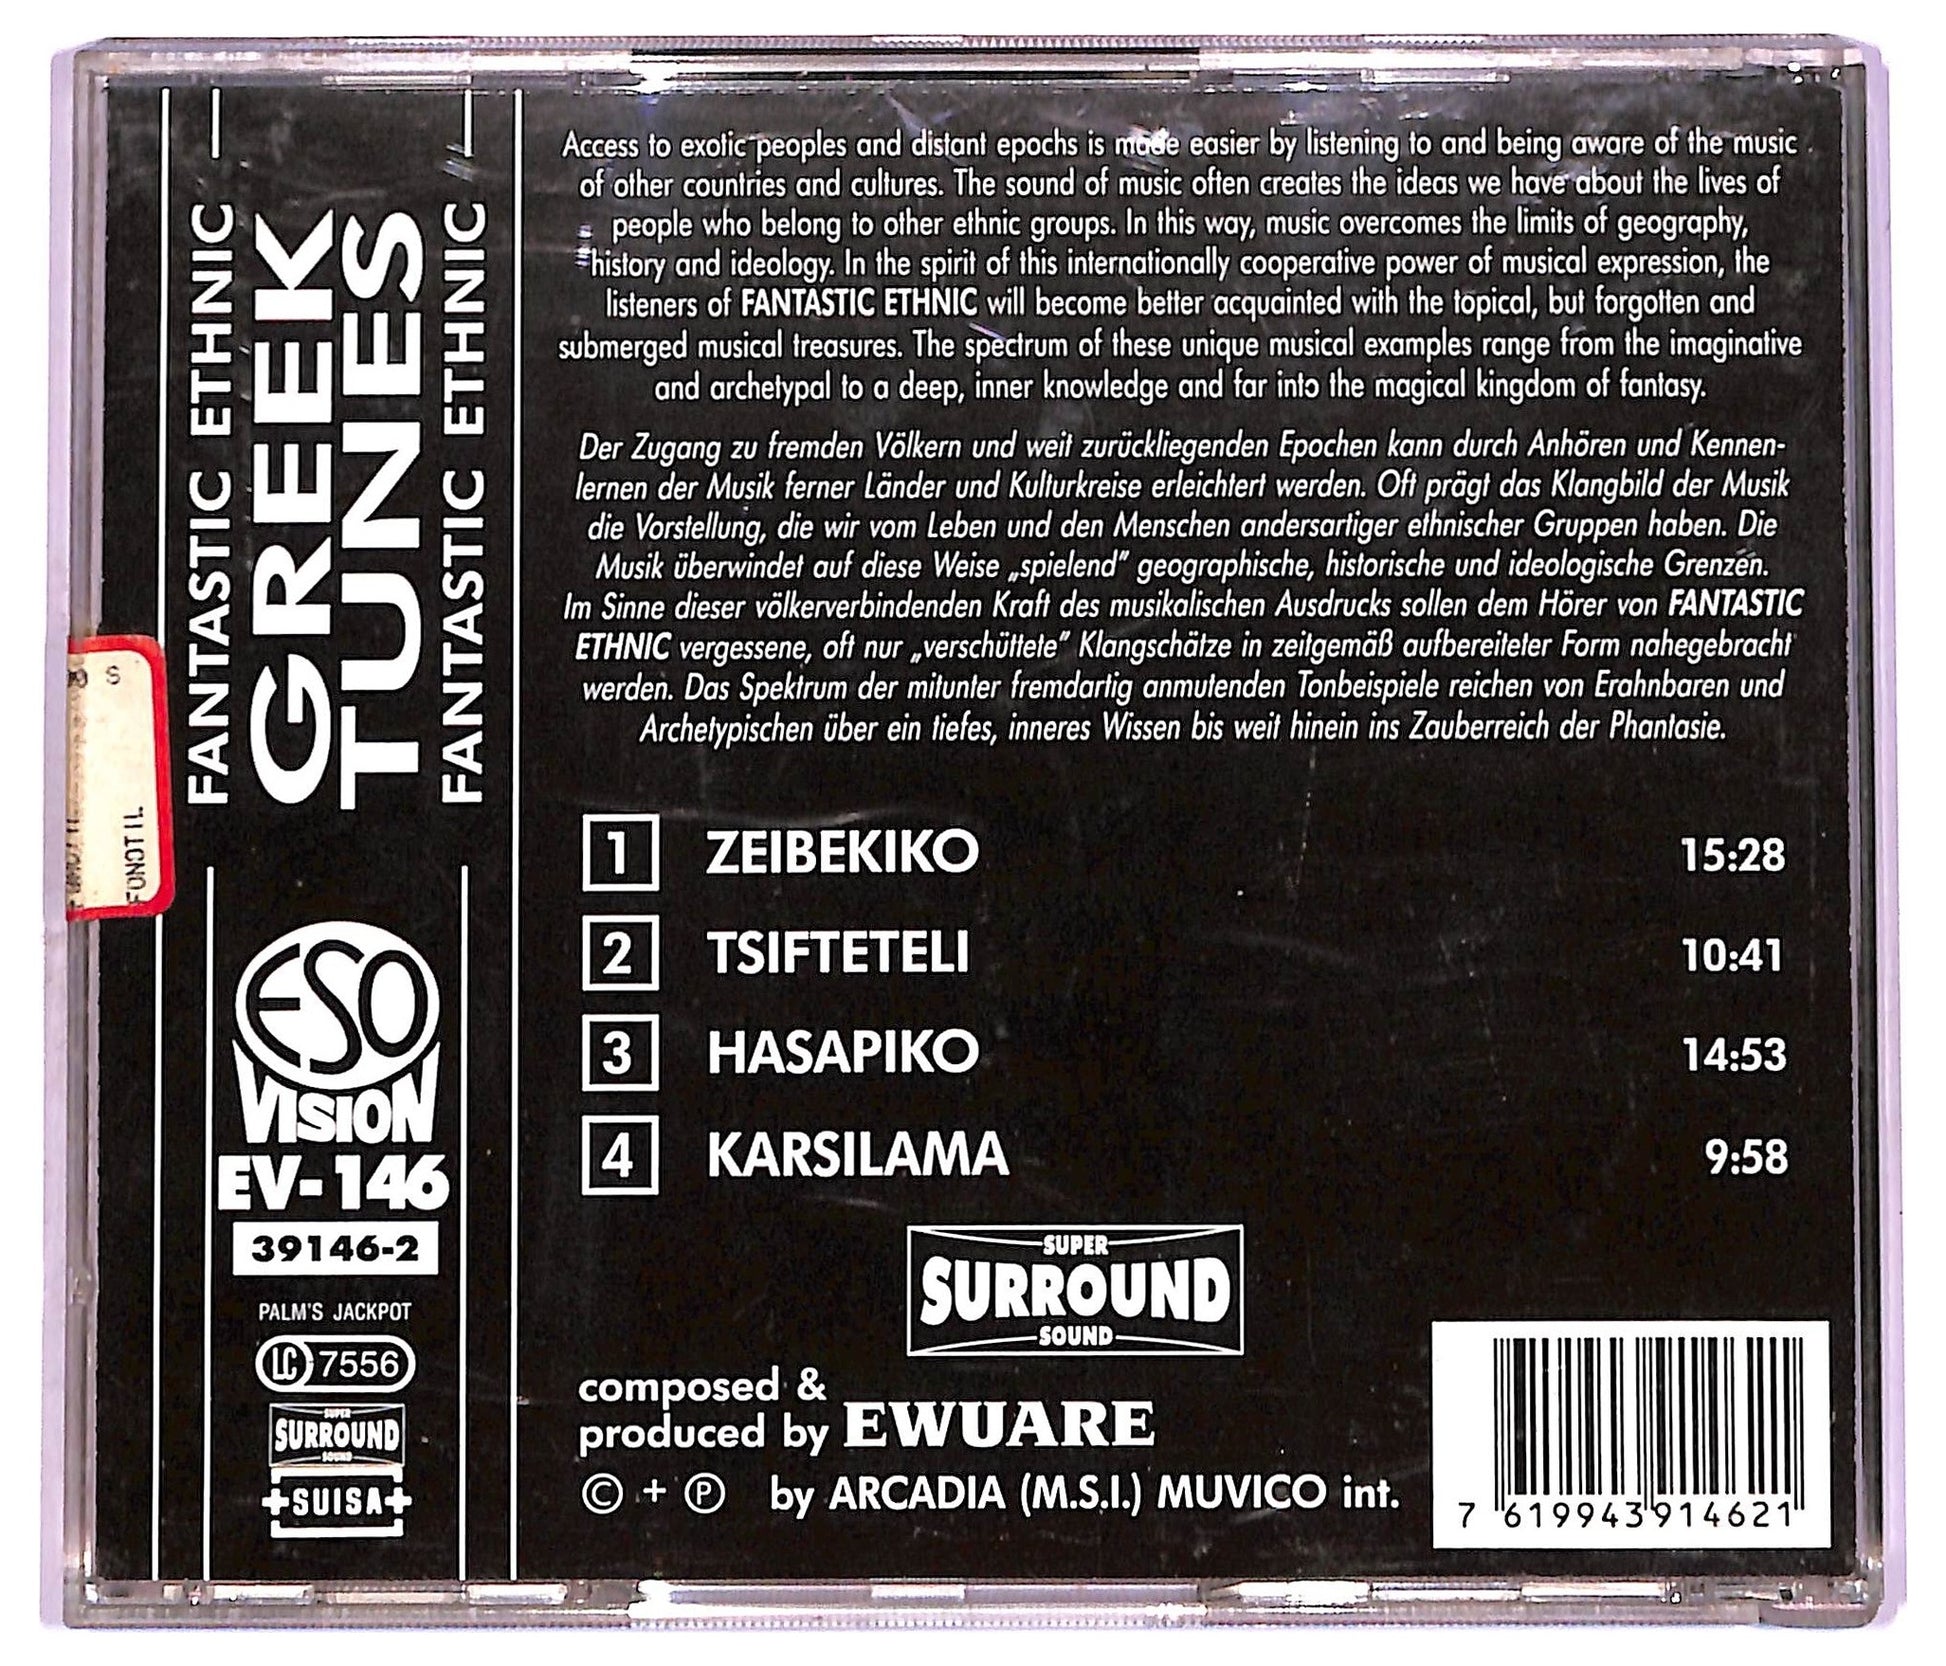 FANTASTIC ETHNIC
GREEK
TUNES
FANTASTIC ETHNIC
S
FONOT IL.
ESO
VISION
EV-146
39146-2
PALM'S JACKPOT
LC 7556
SUPER
SURROUND
SOUND
SUISA
Access to exotic peoples and distant epochs is made easier by listening to and being aware of the music
of other countries and cultures. The sound of music often creates the ideas we have about the lives of
people who belong to other ethnic groups. In this way, music overcomes the limits of geography,
history and ideology. In the spirit of this internationally cooperative power of musical expression, the
listeners of FANTASTIC ETHNIC will become better acquainted with the topical, but forgotten and
submerged musical treasures. The spectrum of these unique musical examples range from the imaginative
and archetypal to a deep, inner knowledge and far into the magical kingdom of fantasy.
Der Zugang zu fremden Völkern und weit zurückliegenden Epochen kann durch Anhören und Kennen-
lernen der Musik ferner Länder und Kulturkreise erleichtert werden. Oft prägt das Klangbild der Musik
die Vorstellung, die wir vom Leben und den Menschen andersartiger ethnischer Gruppen haben. Die
Musik überwindet auf diese Weise „spielend” geographische, historische und ideologische Grenzen.
Im Sinne dieser völkerverbindenden Kraft des musikalischen Ausdrucks sollen dem Hörer von FANTASTIC
ETHNIC vergessene, oft nur „verschüttete” Klangschätze in zeitgemäß aufbereiteter Form nahegebracht
werden. Das Spektrum der mitunter fremdartig anmutenden Tonbeispiele reichen von Erahnbaren und
Archetypischen über ein tiefes, inneres Wissen bis weit hinein ins Zauberreich der Phantasie.
1 ZEIBEKIKO 15:28
2 TSIFTETELI 10:41
3 HASAPIKO 14:53
4 KARSILAMA 9:58
SUPER
SURROUND
SOUND
composed &
produced by EWUARE
© + ℗ by ARCADIA (M.S.I.) MUVICO int.
7 619943 914621